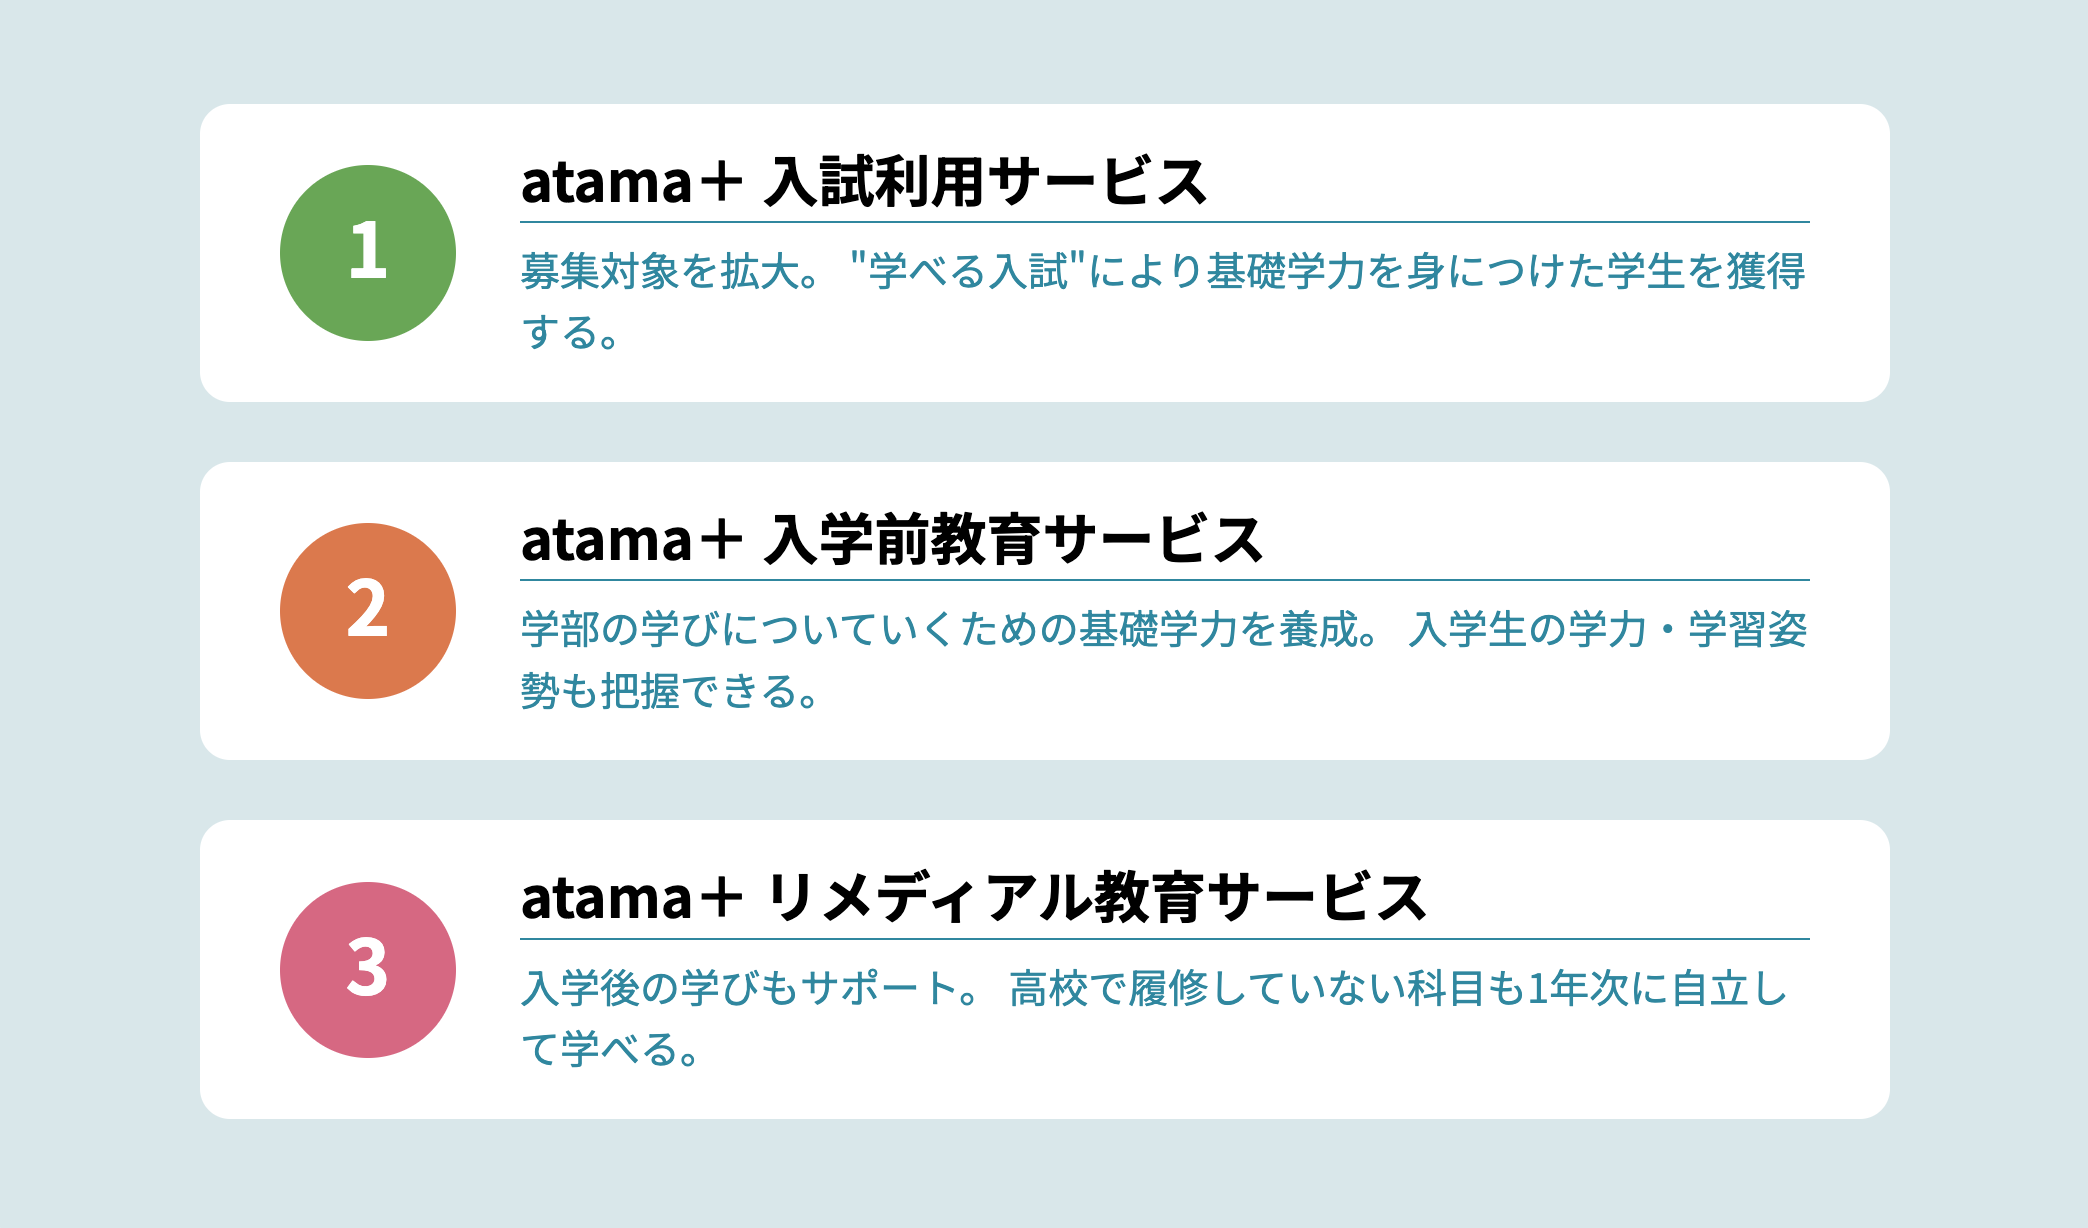 1
atama＋ 入試利用サービス
募集対象を拡大。 "学べる入試"により基礎学力を身につけた学生を獲得
する。
2
atama＋ 入学前教育サービス
学部の学びについていくための基礎学力を養成。 入学生の学力・学習姿
勢も把握できる。
3
atama＋ リメディアル教育サービス
入学後の学びもサポート。 高校で履修していない科目も1年次に自立し
て学べる。